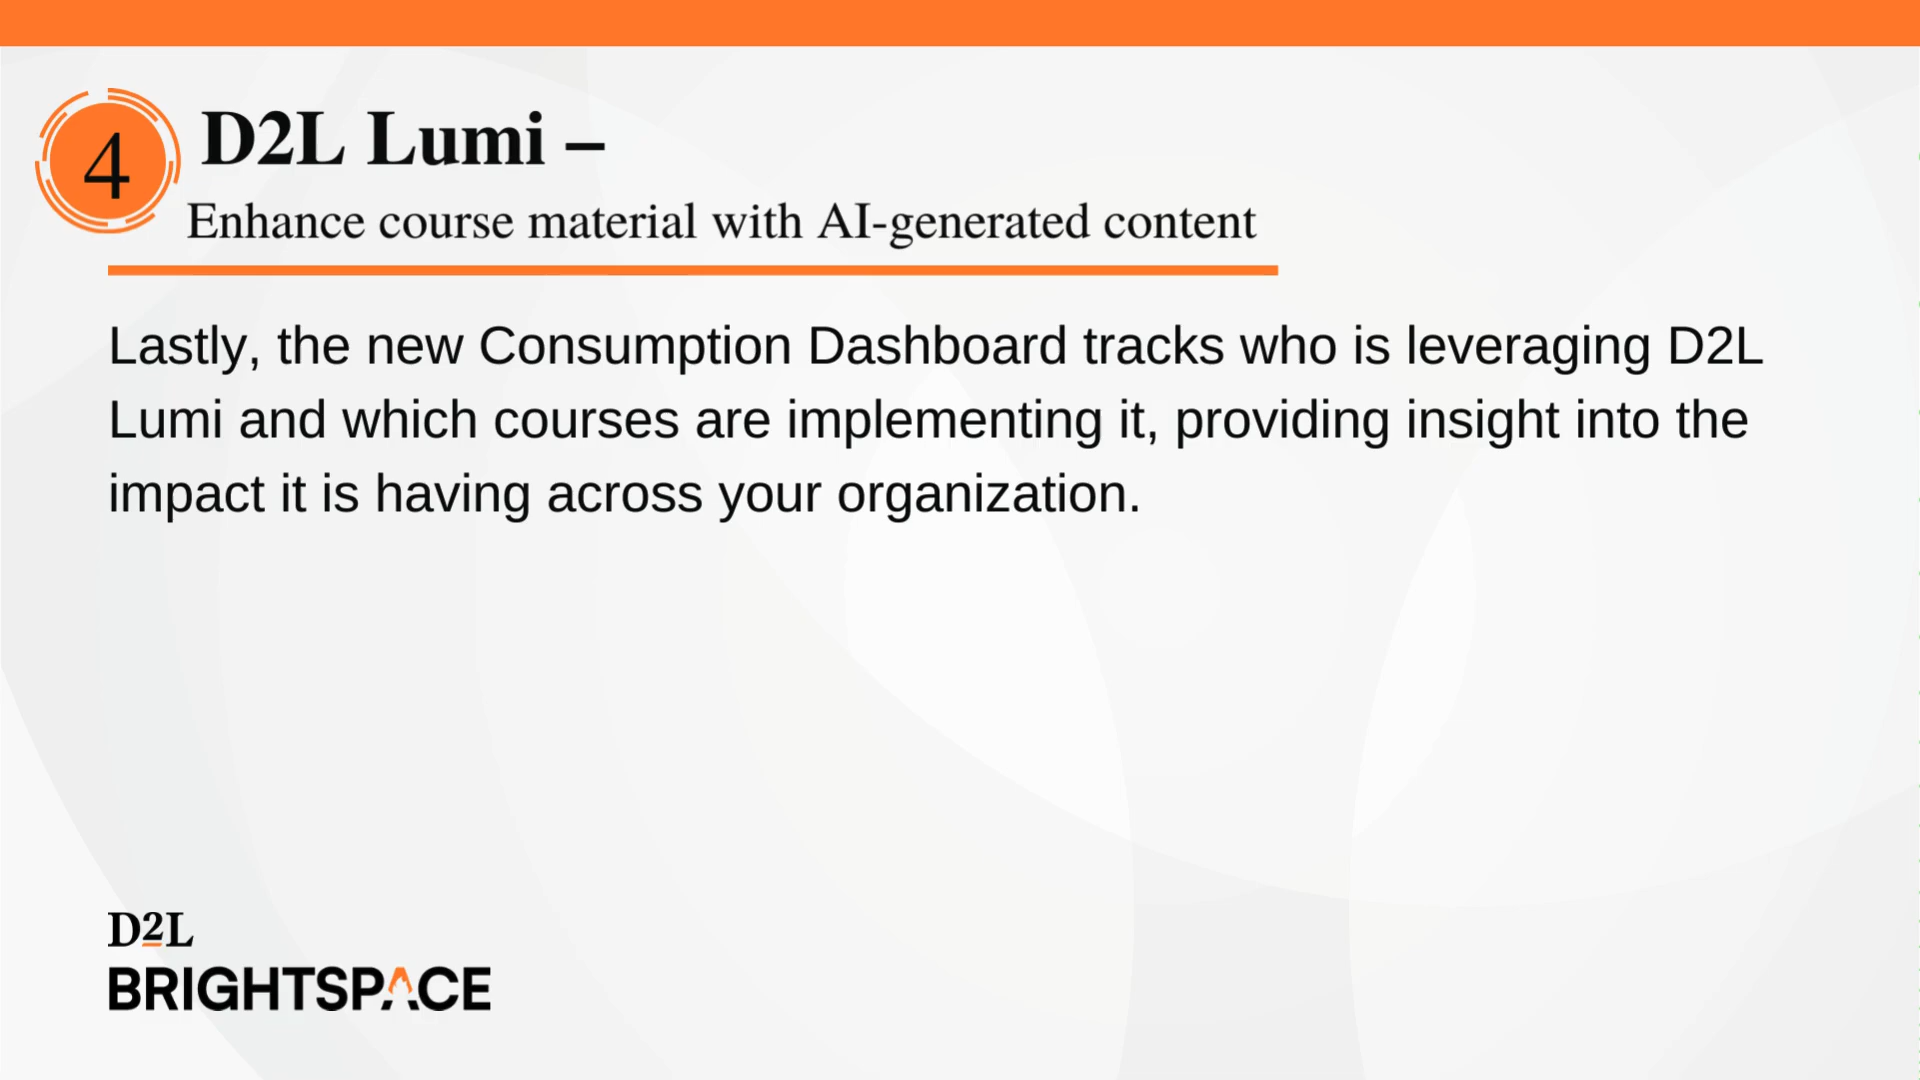 4
D2L Lumi –
Enhance course material with AI-generated content
Lastly, the new Consumption Dashboard tracks who is leveraging D2L
Lumi and which courses are implementing it, providing insight into the
impact it is having across your organization.
D2L
BRIGHTSPACE